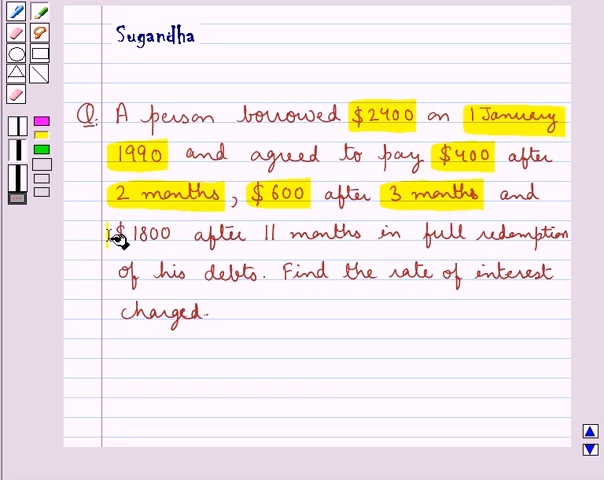 Sugandha
Q. A person borrowed $2400 on 1 January
1990 and agreed to pay $400 after
2 months, $600 after 3 months and
$1800 after 11 months in full redemption
of his debts. Find the rate of interest
charged.